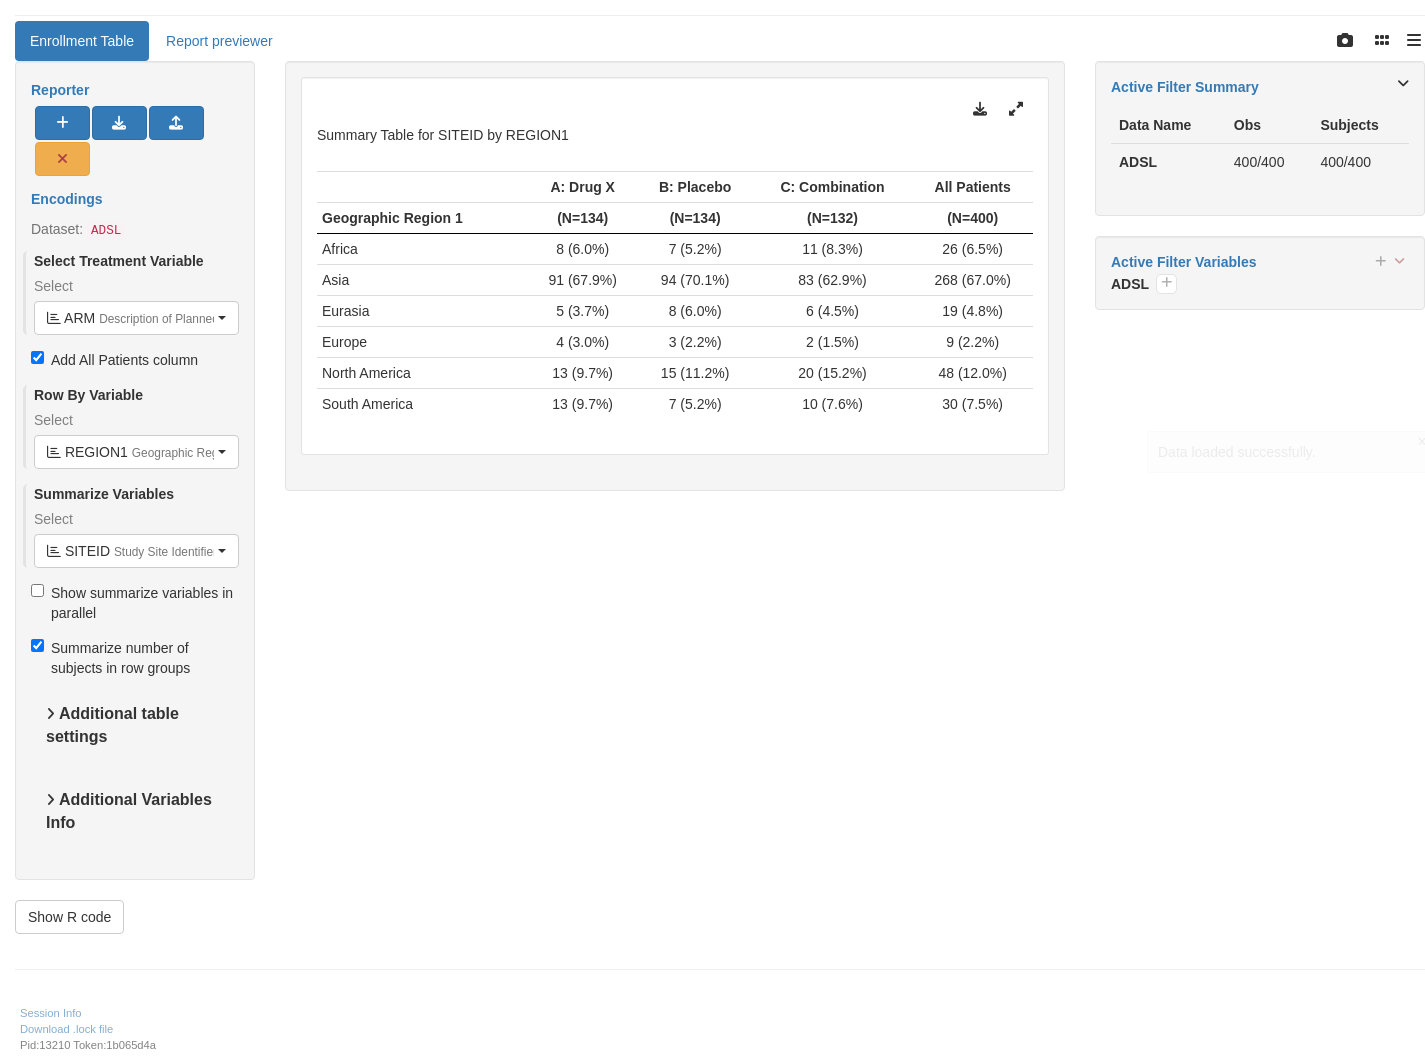 Enrollment Table
Report previewer
Reporter
Encodings
Dataset: ADSL
Select Treatment Variable
Select
ARM Description of Planned
Add All Patients column
Row By Variable
Select
REGION1 Geographic Reg
Summarize Variables
Select
SITEID Study Site Identifie
Show summarize variables in
parallel
Summarize number of
subjects in row groups
Additional table
settings
Additional Variables
Info
Show R code
Summary Table for SITEID by REGION1
A: Drug X B: Placebo C: Combination All Patients
Geographic Region 1 (N=134) (N=134) (N=132) (N=400)
Africa 8 (6.0%) 7 (5.2%) 11 (8.3%) 26 (6.5%)
Asia 91 (67.9%) 94 (70.1%) 83 (62.9%) 268 (67.0%)
Eurasia 5 (3.7%) 8 (6.0%) 6 (4.5%) 19 (4.8%)
Europe 4 (3.0%) 3 (2.2%) 2 (1.5%) 9 (2.2%)
North America 13 (9.7%) 15 (11.2%) 20 (15.2%) 48 (12.0%)
South America 13 (9.7%) 7 (5.2%) 10 (7.6%) 30 (7.5%)
Active Filter Summary
Data Name Obs Subjects
ADSL 400/400 400/400
Active Filter Variables
ADSL
Data loaded successfully.
Session Info
Download .lock file
Pid:13210 Token:1b065d4a